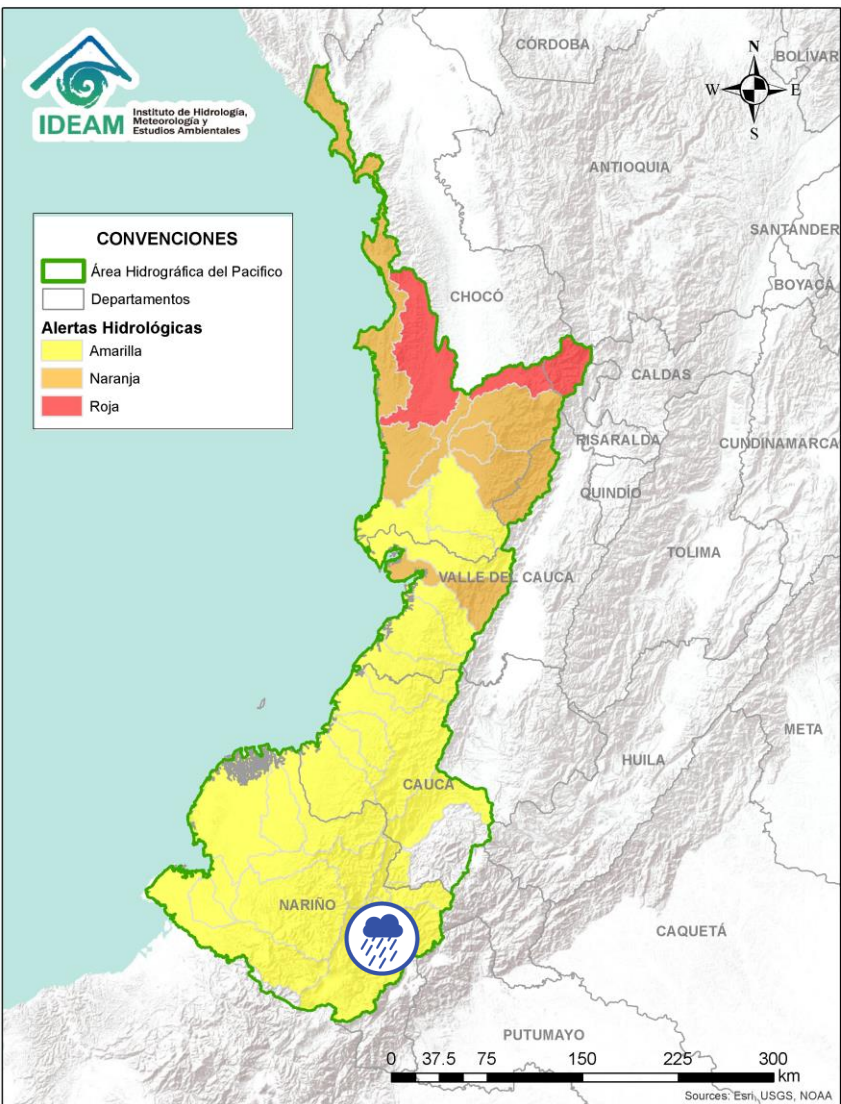 IDEAM
Instituto de Hidrología,
Meteorología y
Estudios Ambientales
CÓRDOBA
BOLÍVAR
N
W
E
S
ANTIOQUIA
SANTANDER
BOYACÁ
CONVENCIONES
Área Hidrográfica del Pacifico
Departamentos
Alertas Hidrológicas
Amarilla
Naranja
Roja
CHOCÓ
CALDAS
RISARALDA
CUNDINAMARCA
QUINDÍO
TOLIMA
VALLE DEL CAUCA
META
HUILA
CAUCA
NARIÑO
CAQUETÁ
PUTUMAYO
0 37.5 75 150 225 300
km
Sources: Esri, USGS, NOAA